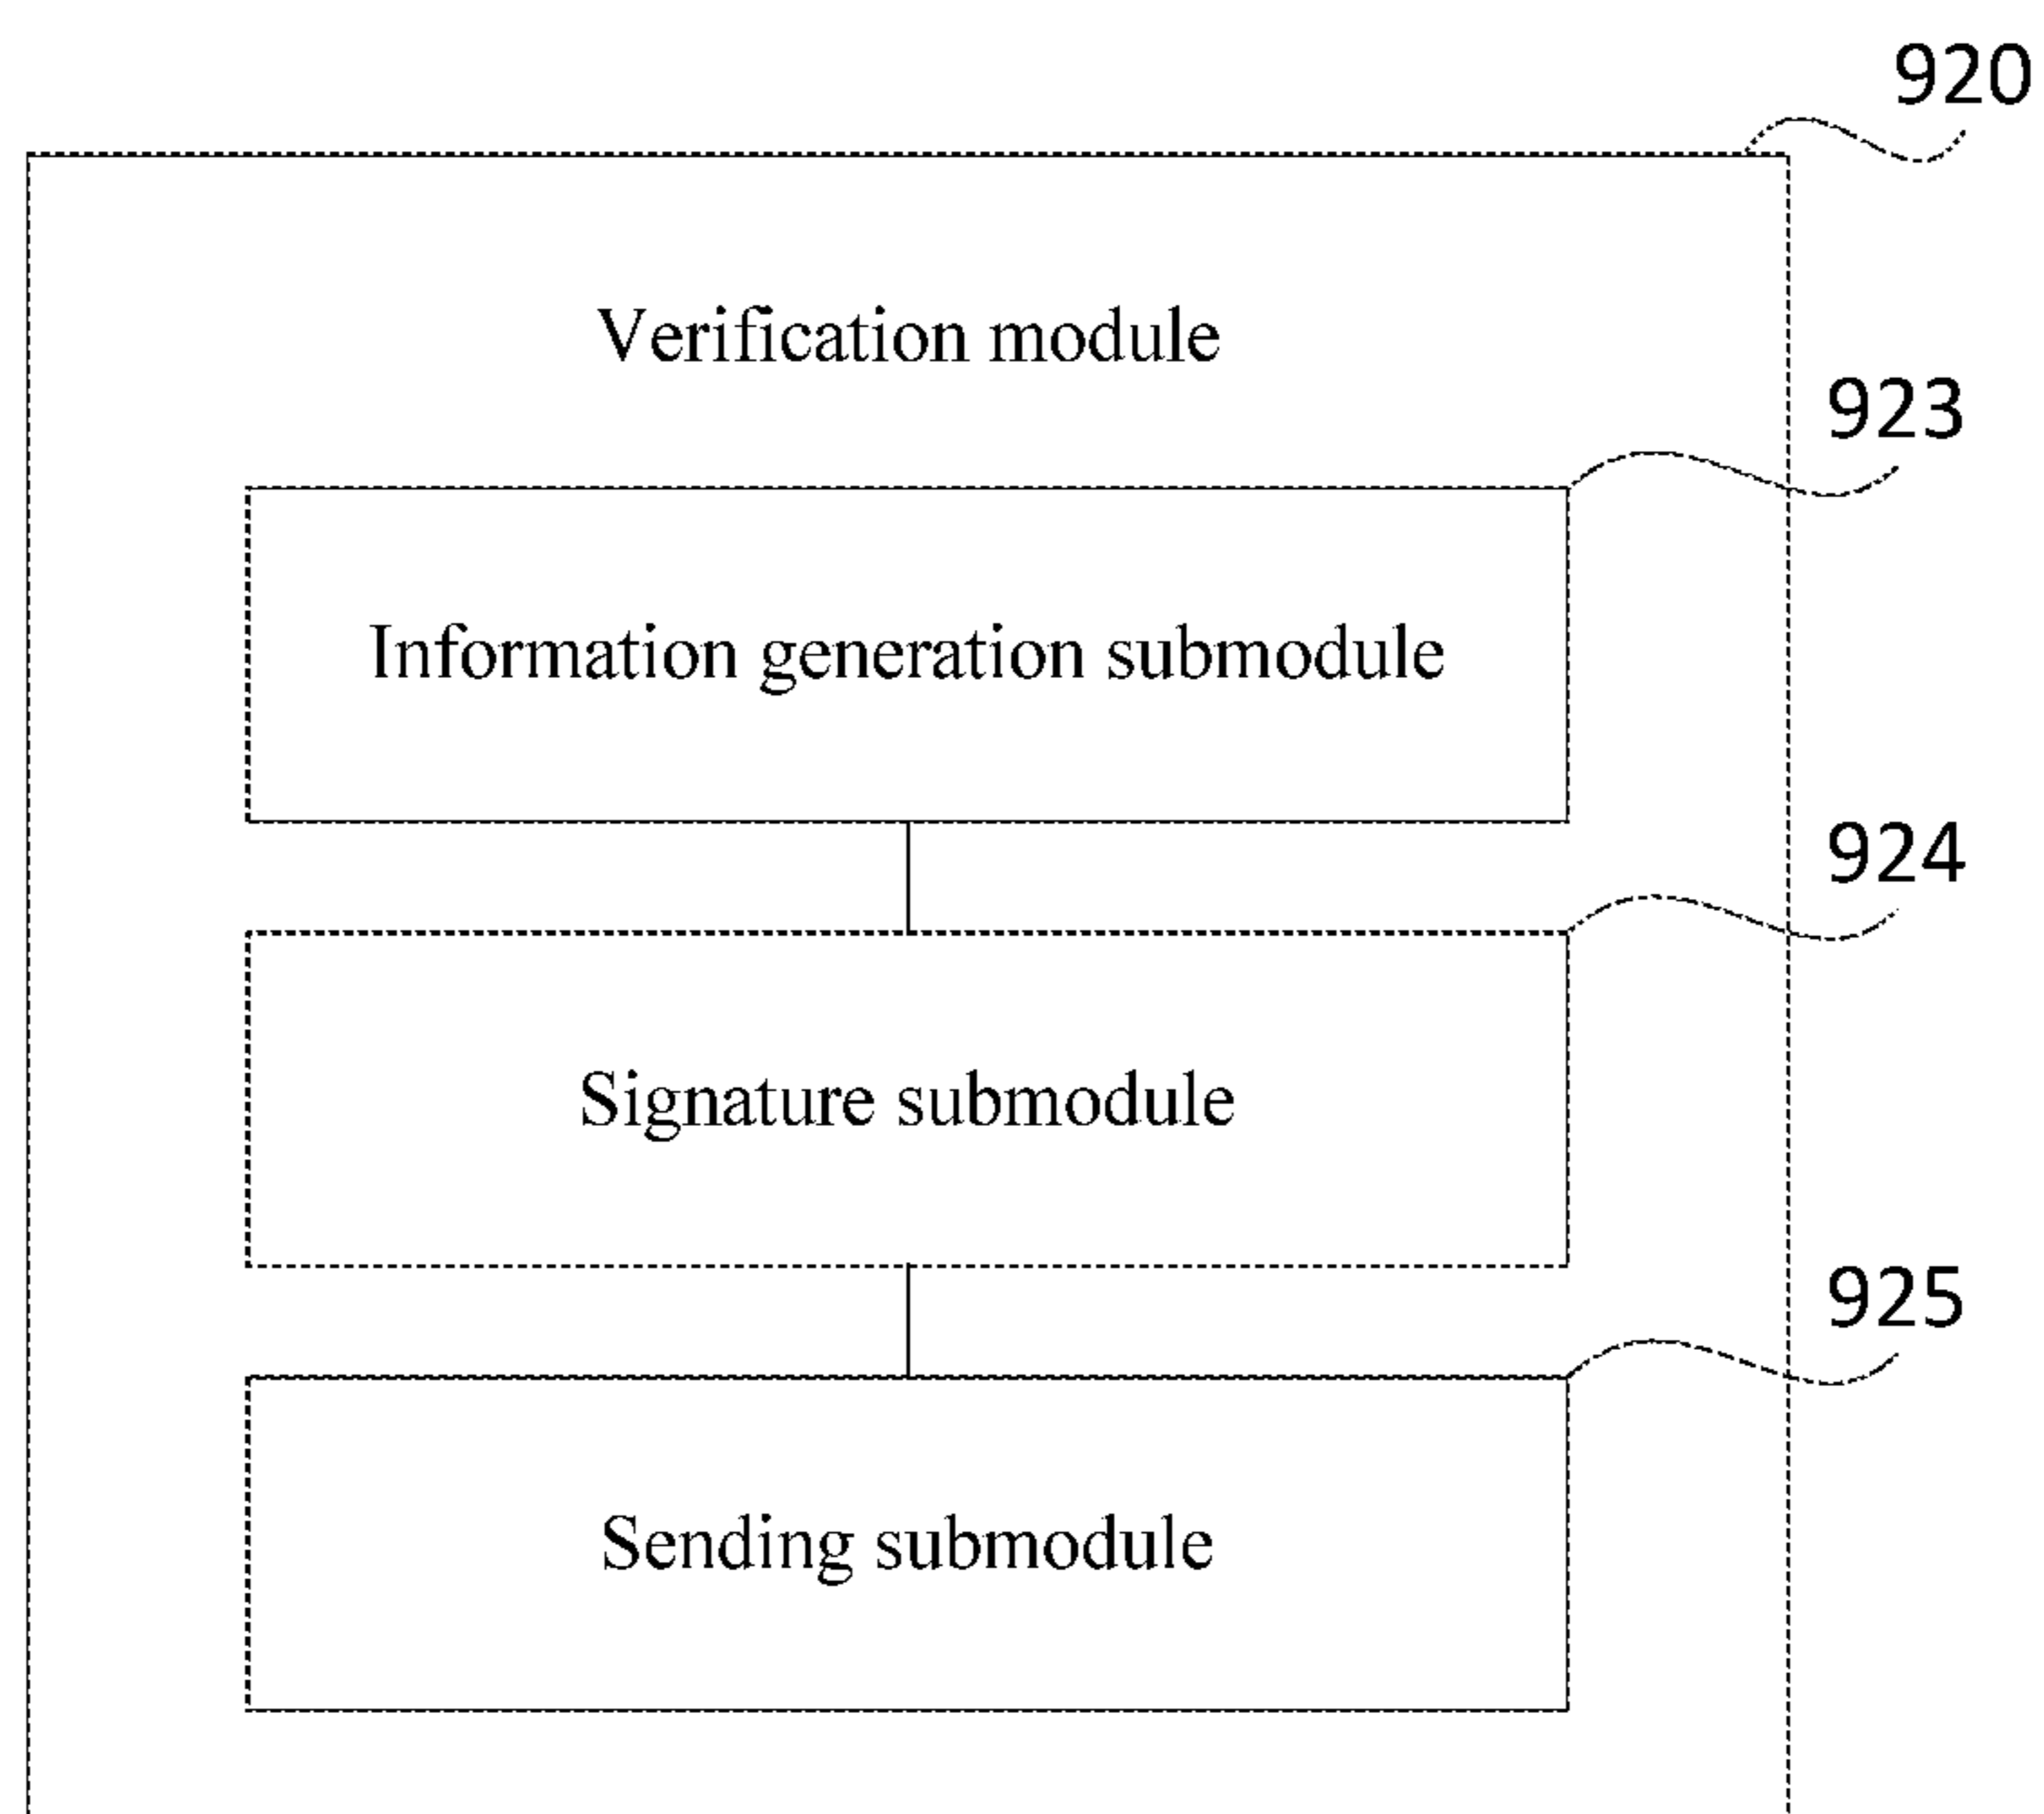 920
Verification module
923
Information generation submodule
924
Signature submodule
925
Sending submodule